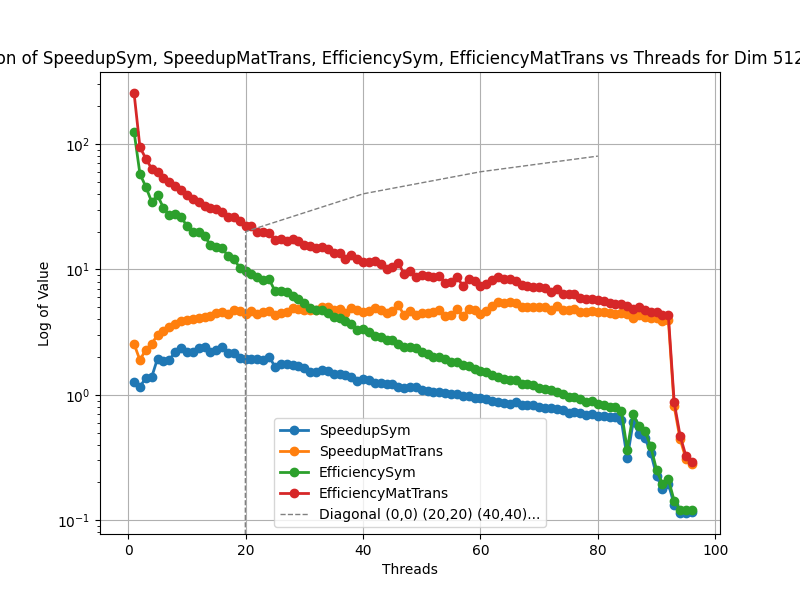 on of SpeedupSym, SpeedupMatTrans, EfficiencySym, EfficiencyMatTrans vs Threads for Dim 512
Log of Value
10²
10¹
10⁰
10⁻¹
SpeedupSym
SpeedupMatTrans
EfficiencySym
EfficiencyMatTrans
Diagonal (0,0) (20,20) (40,40)...
0 20 40 60 80 100
Threads